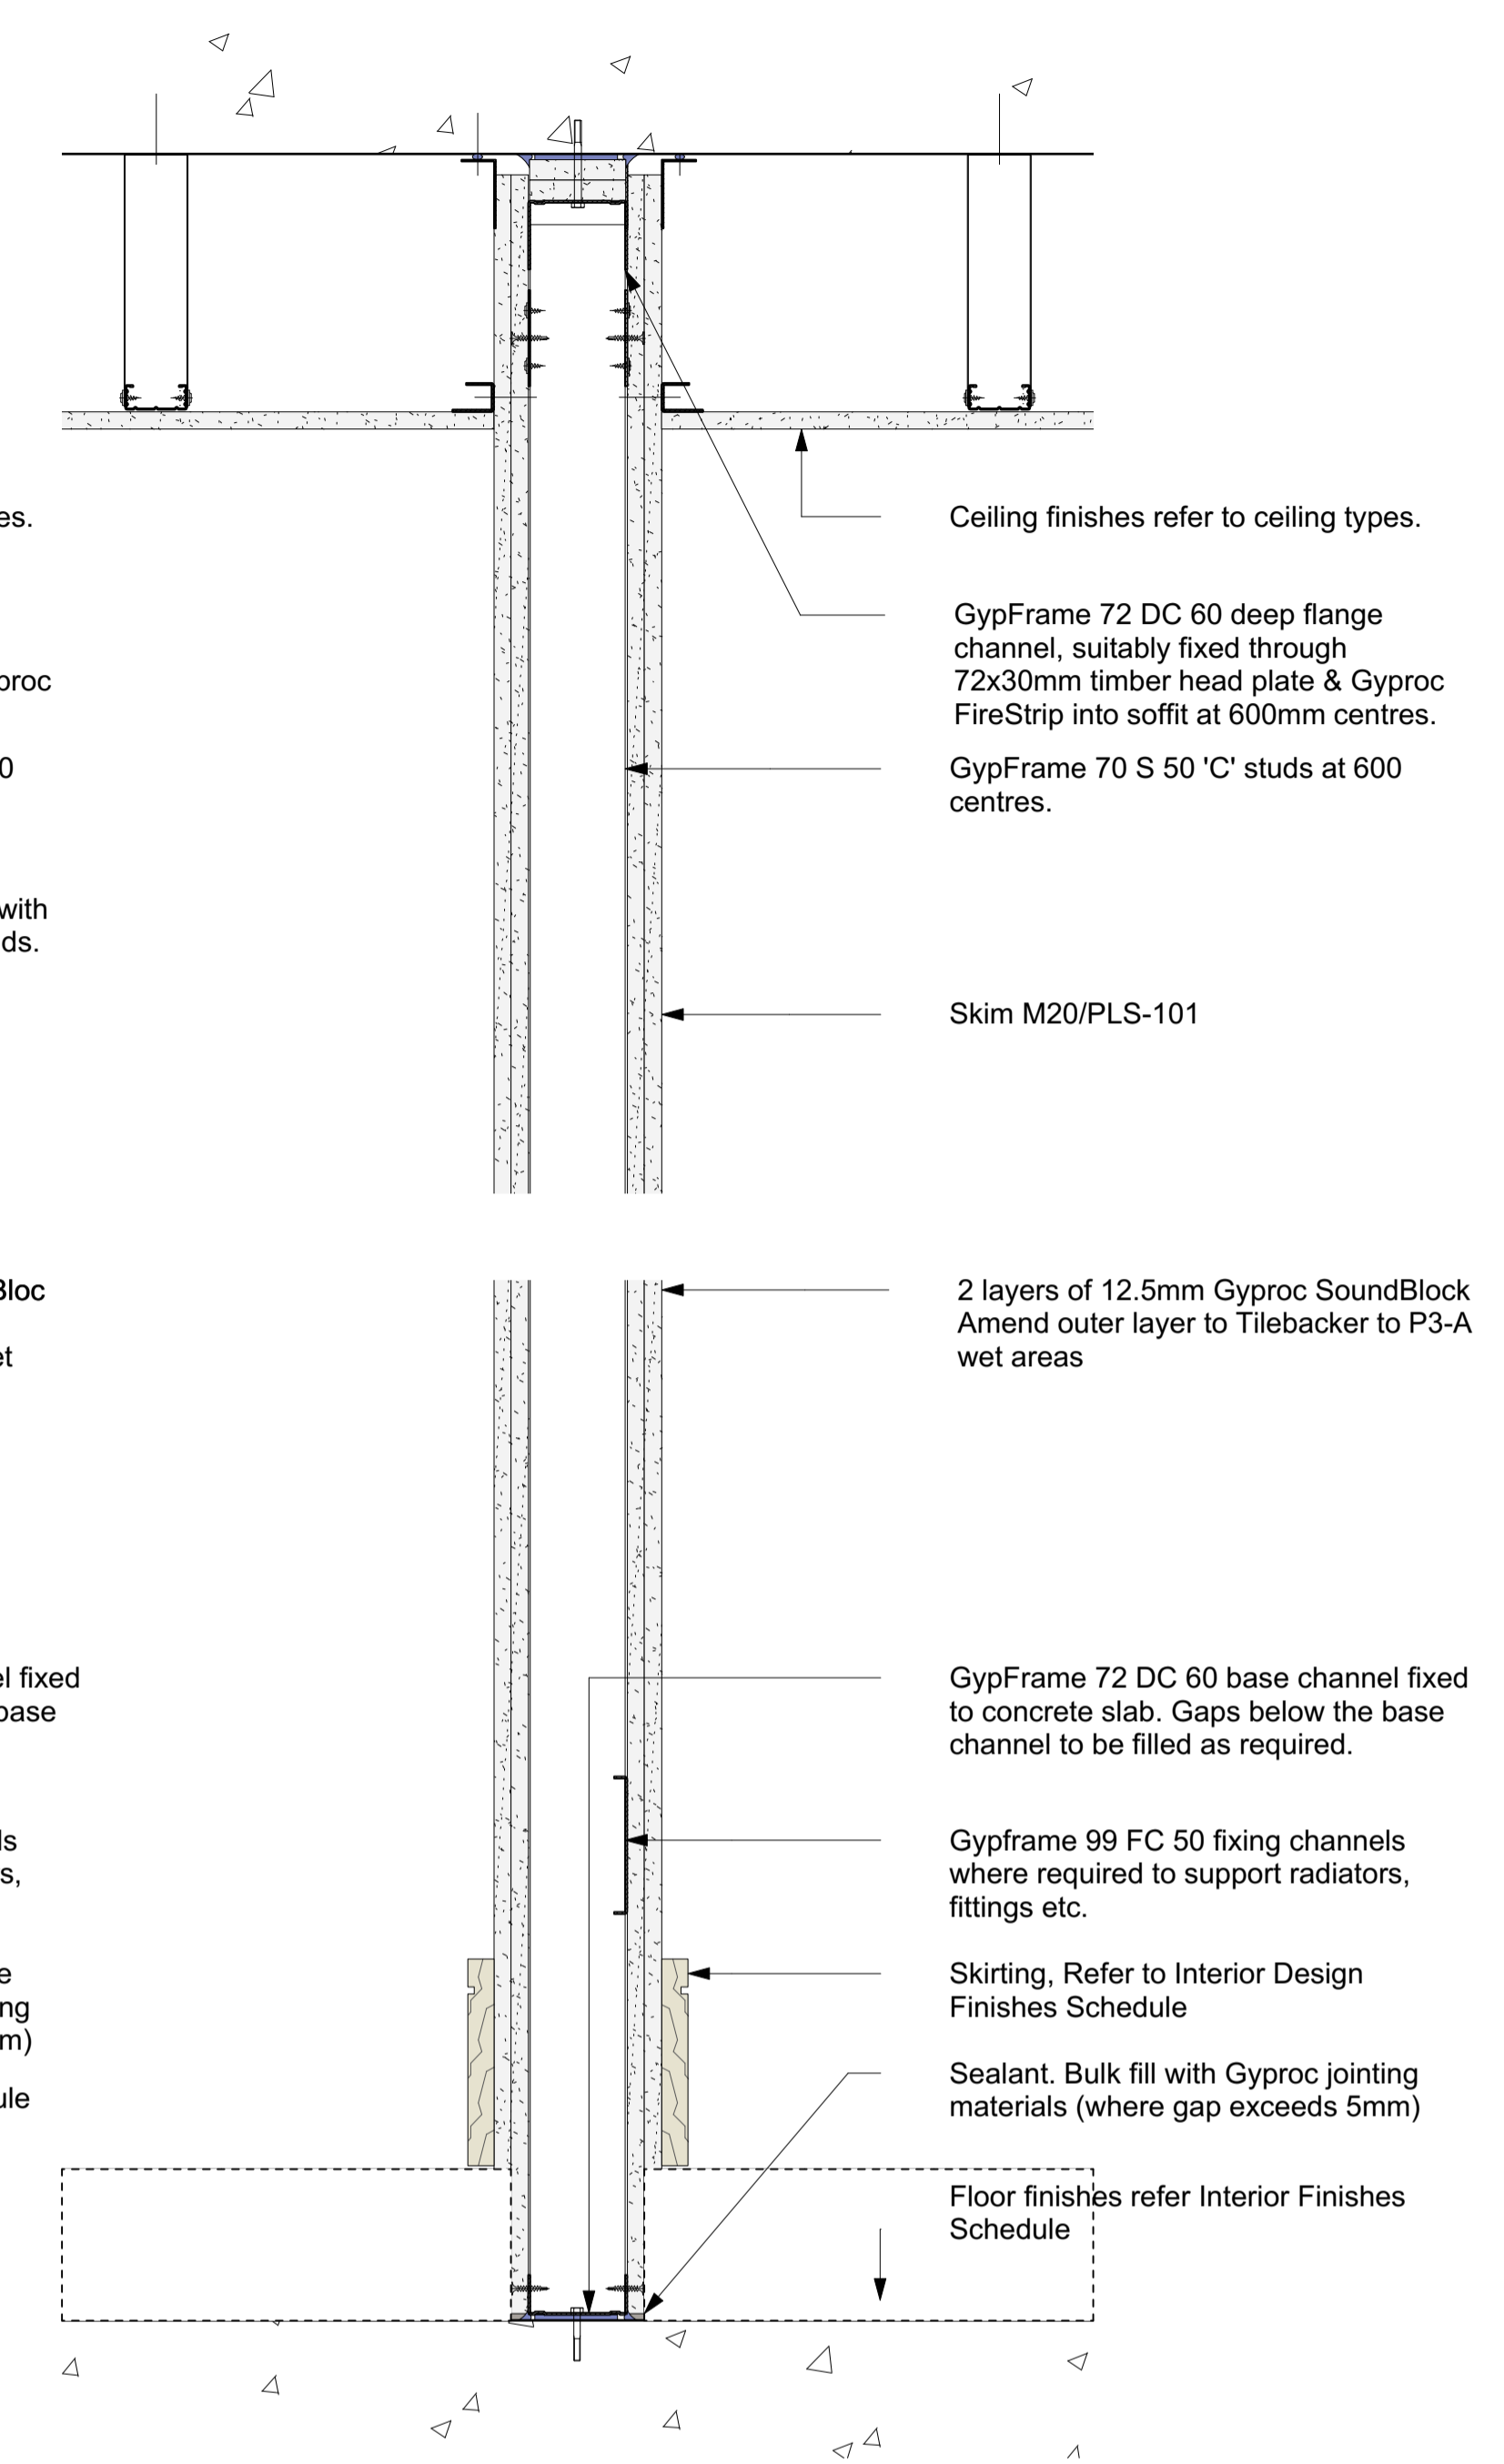 es.
Ceiling finishes refer to ceiling types.
GypFrame 72 DC 60 deep flange
channel, suitably fixed through
proc
72x30mm timber head plate & Gyproc
FireStrip into soffit at 600mm centres.
0
GypFrame 70 S 50 'C' studs at 600
centres.
with
ds.
Skim M20/PLS-101
Bloc
2 layers of 12.5mm Gyproc SoundBlock
Amend outer layer to Tilebacker to P3-A
et
wet areas
el fixed
GypFrame 72 DC 60 base channel fixed
base
to concrete slab. Gaps below the base
channel to be filled as required.
ls
Gypframe 99 FC 50 fixing channels
s,
where required to support radiators,
fittings etc.
e
Skirting, Refer to Interior Design
ng
Finishes Schedule
m)
Sealant. Bulk fill with Gyproc jointing
ule
materials (where gap exceeds 5mm)
Floor finishes refer Interior Finishes
Schedule